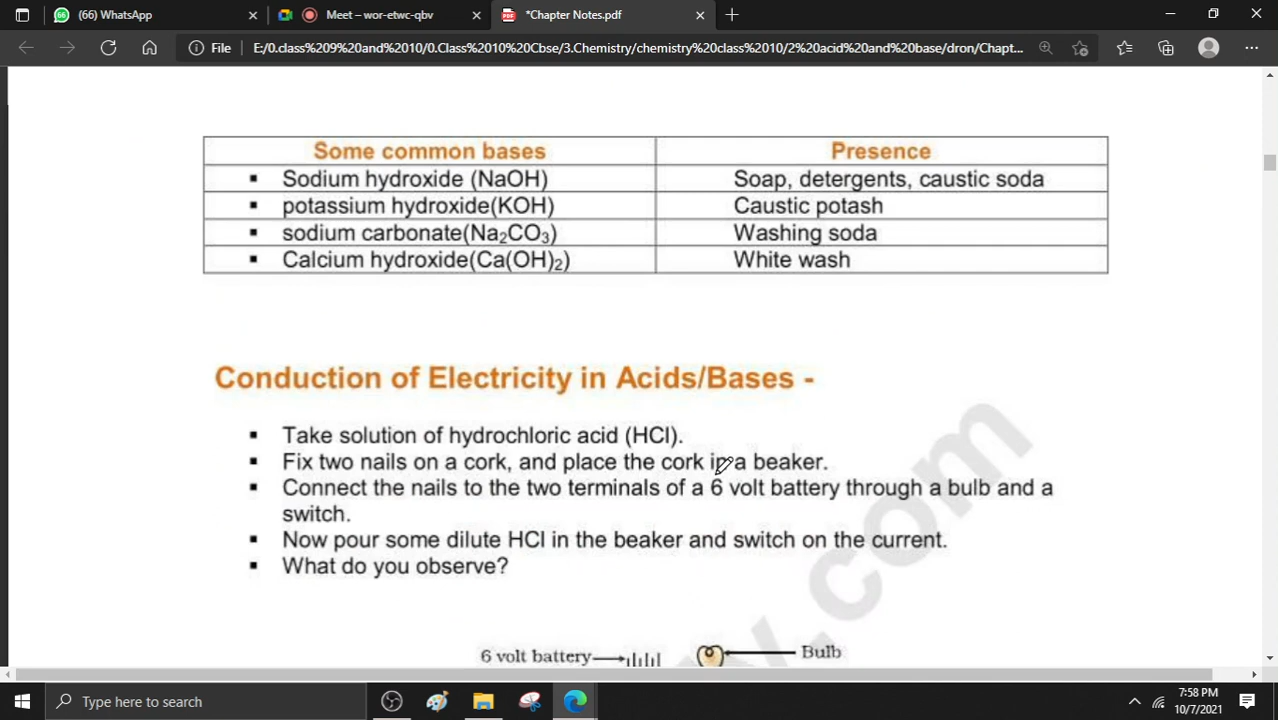 (66) WhatsApp
Meet – wor-etwc-qbv
*Chapter Notes.pdf
File
E:/0.class%209%20and%2010/0.Class%2010%20Cbse/3.Chemistry/chemistry%20class%2010/2%20acid%20and%20base/dron/Chapt...
Some common bases Presence
▪ Sodium hydroxide (NaOH) Soap, detergents, caustic soda
▪ potassium hydroxide(KOH) Caustic potash
▪ sodium carbonate(Na₂CO₃) Washing soda
▪ Calcium hydroxide(Ca(OH)₂) White wash
Conduction of Electricity in Acids/Bases -
▪ Take solution of hydrochloric acid (HCl).
▪ Fix two nails on a cork, and place the cork in a beaker.
▪ Connect the nails to the two terminals of a 6 volt battery through a bulb and a
switch.
▪ Now pour some dilute HCl in the beaker and switch on the current.
▪ What do you observe?
6 volt battery Bulb
y.com
Type here to search
7:58 PM
10/7/2021